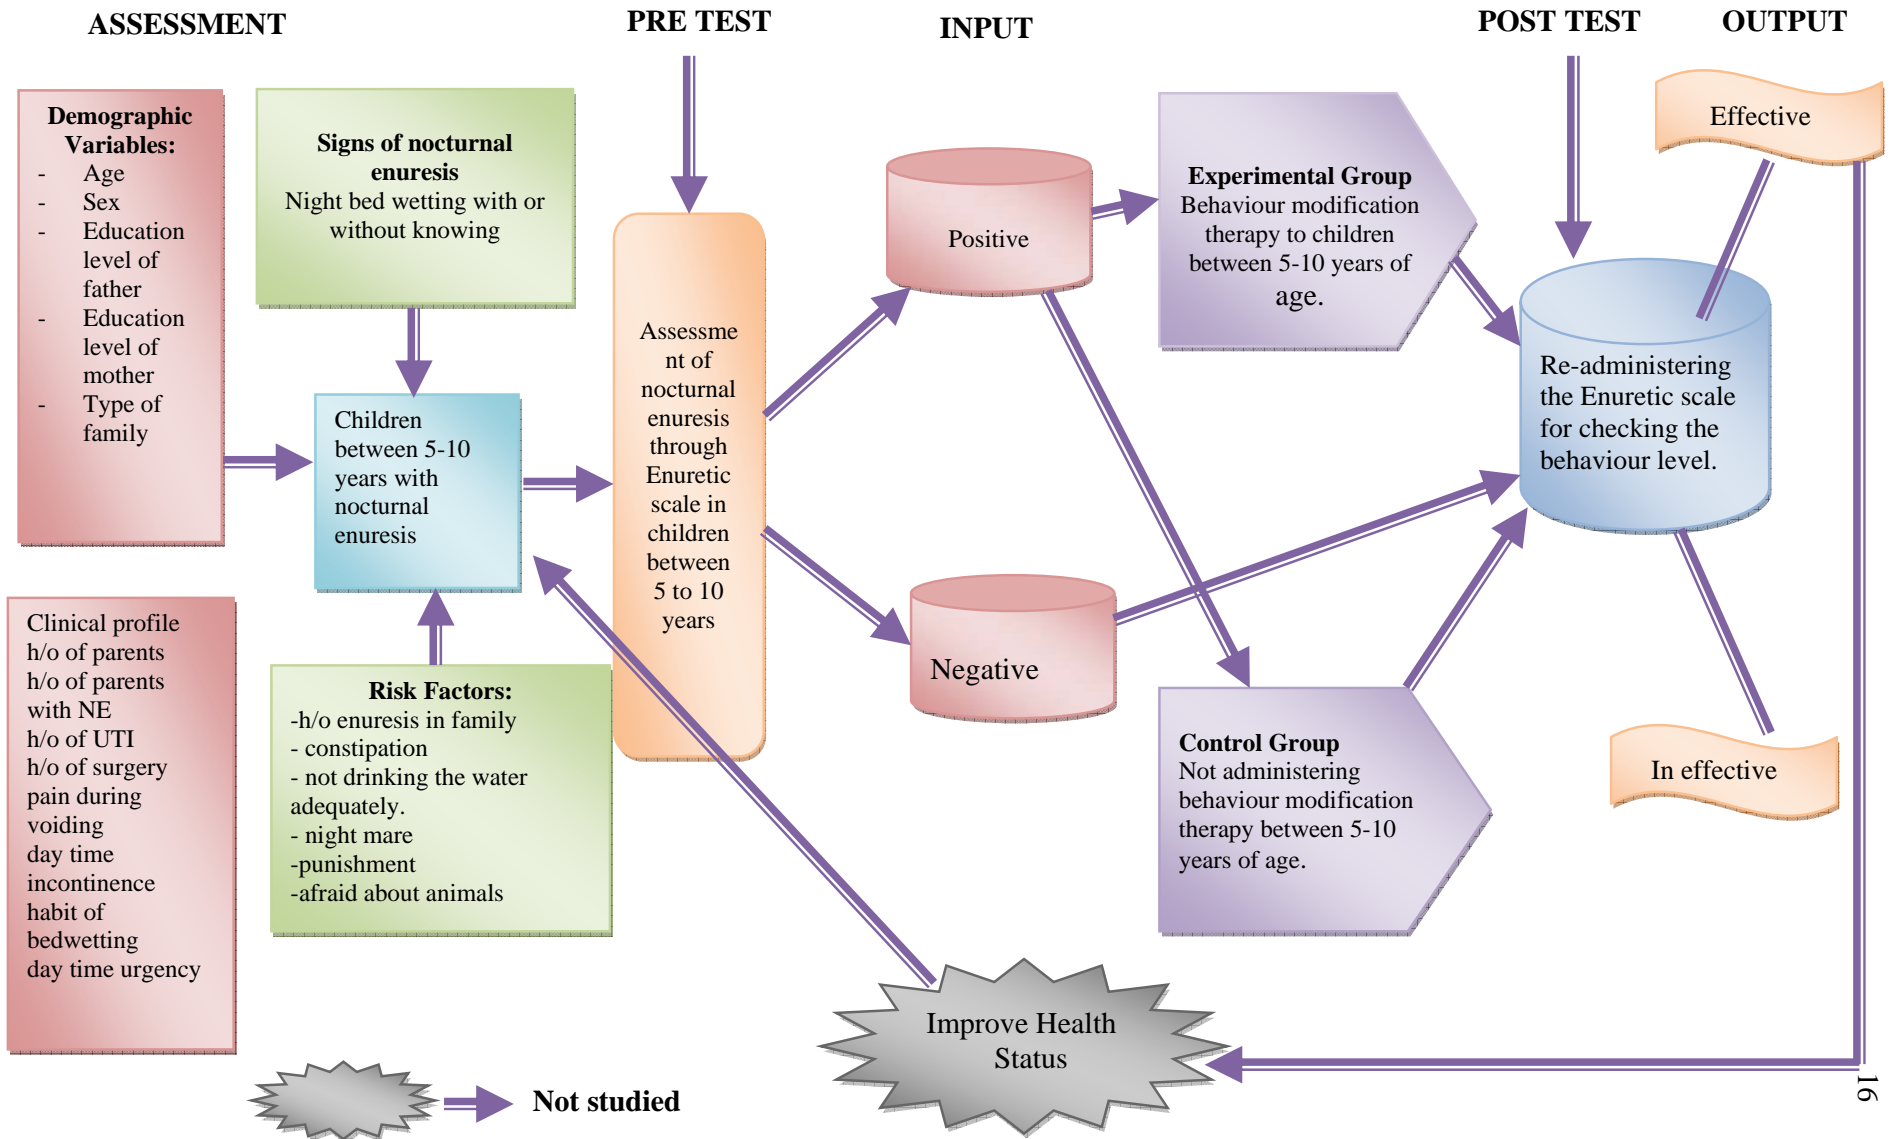 ASSESSMENT
PRE TEST
INPUT
POST TEST
OUTPUT
Demographic
Variables:
- Age
- Sex
- Education
level of
father
- Education
level of
mother
- Type of
family
Signs of nocturnal
enuresis
Night bed wetting with or
without knowing
Children
between 5-10
years with
nocturnal
enuresis
Clinical profile
h/o of parents
h/o of parents
with NE
h/o of UTI
h/o of surgery
pain during
voiding
day time
incontinence
habit of
bedwetting
day time urgency
Risk Factors:
-h/o enuresis in family
- constipation
- not drinking the water
adequately.
- night mare
-punishment
-afraid about animals
Assessme
nt of
nocturnal
enuresis
through
Enuretic
scale in
children
between
5 to 10
years
Positive
Negative
Experimental Group
Behaviour modification
therapy to children
between 5-10 years of
age.
Control Group
Not administering
behaviour modification
therapy between 5-10
years of age.
Re-administering
the Enuretic scale
for checking the
behaviour level.
Effective
In effective
Improve Health
Status
Not studied
16